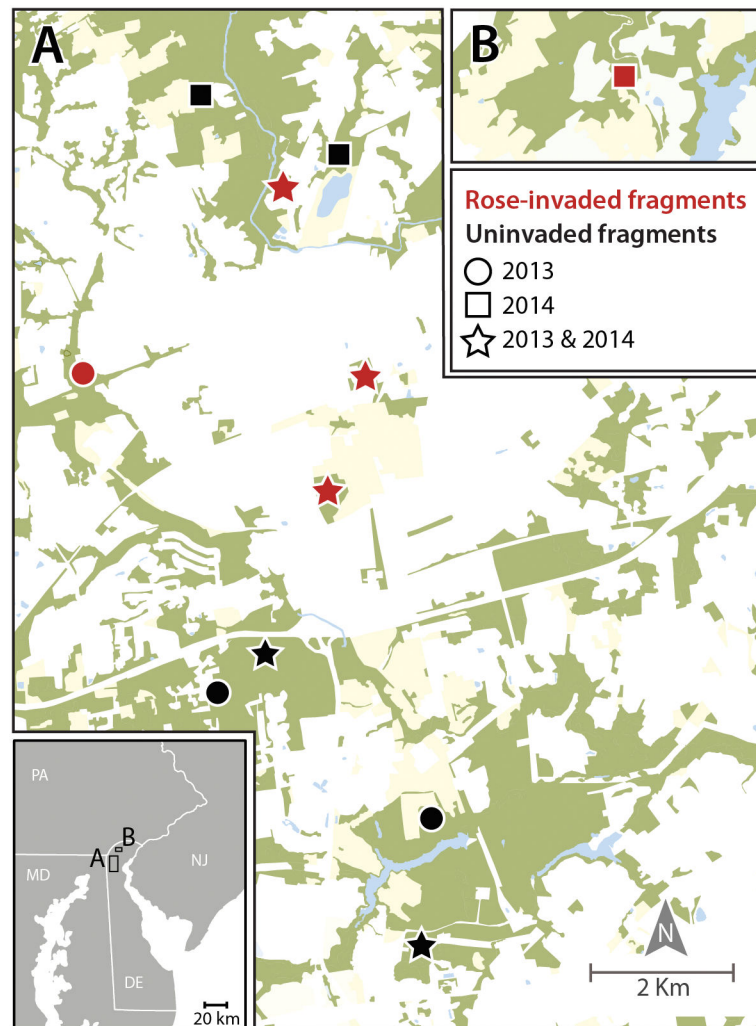 A
B
Rose-invaded fragments
Uninvaded fragments
2013
2014
2013 & 2014
PA
B
A
MD
NJ
DE
20 km
N
2 Km